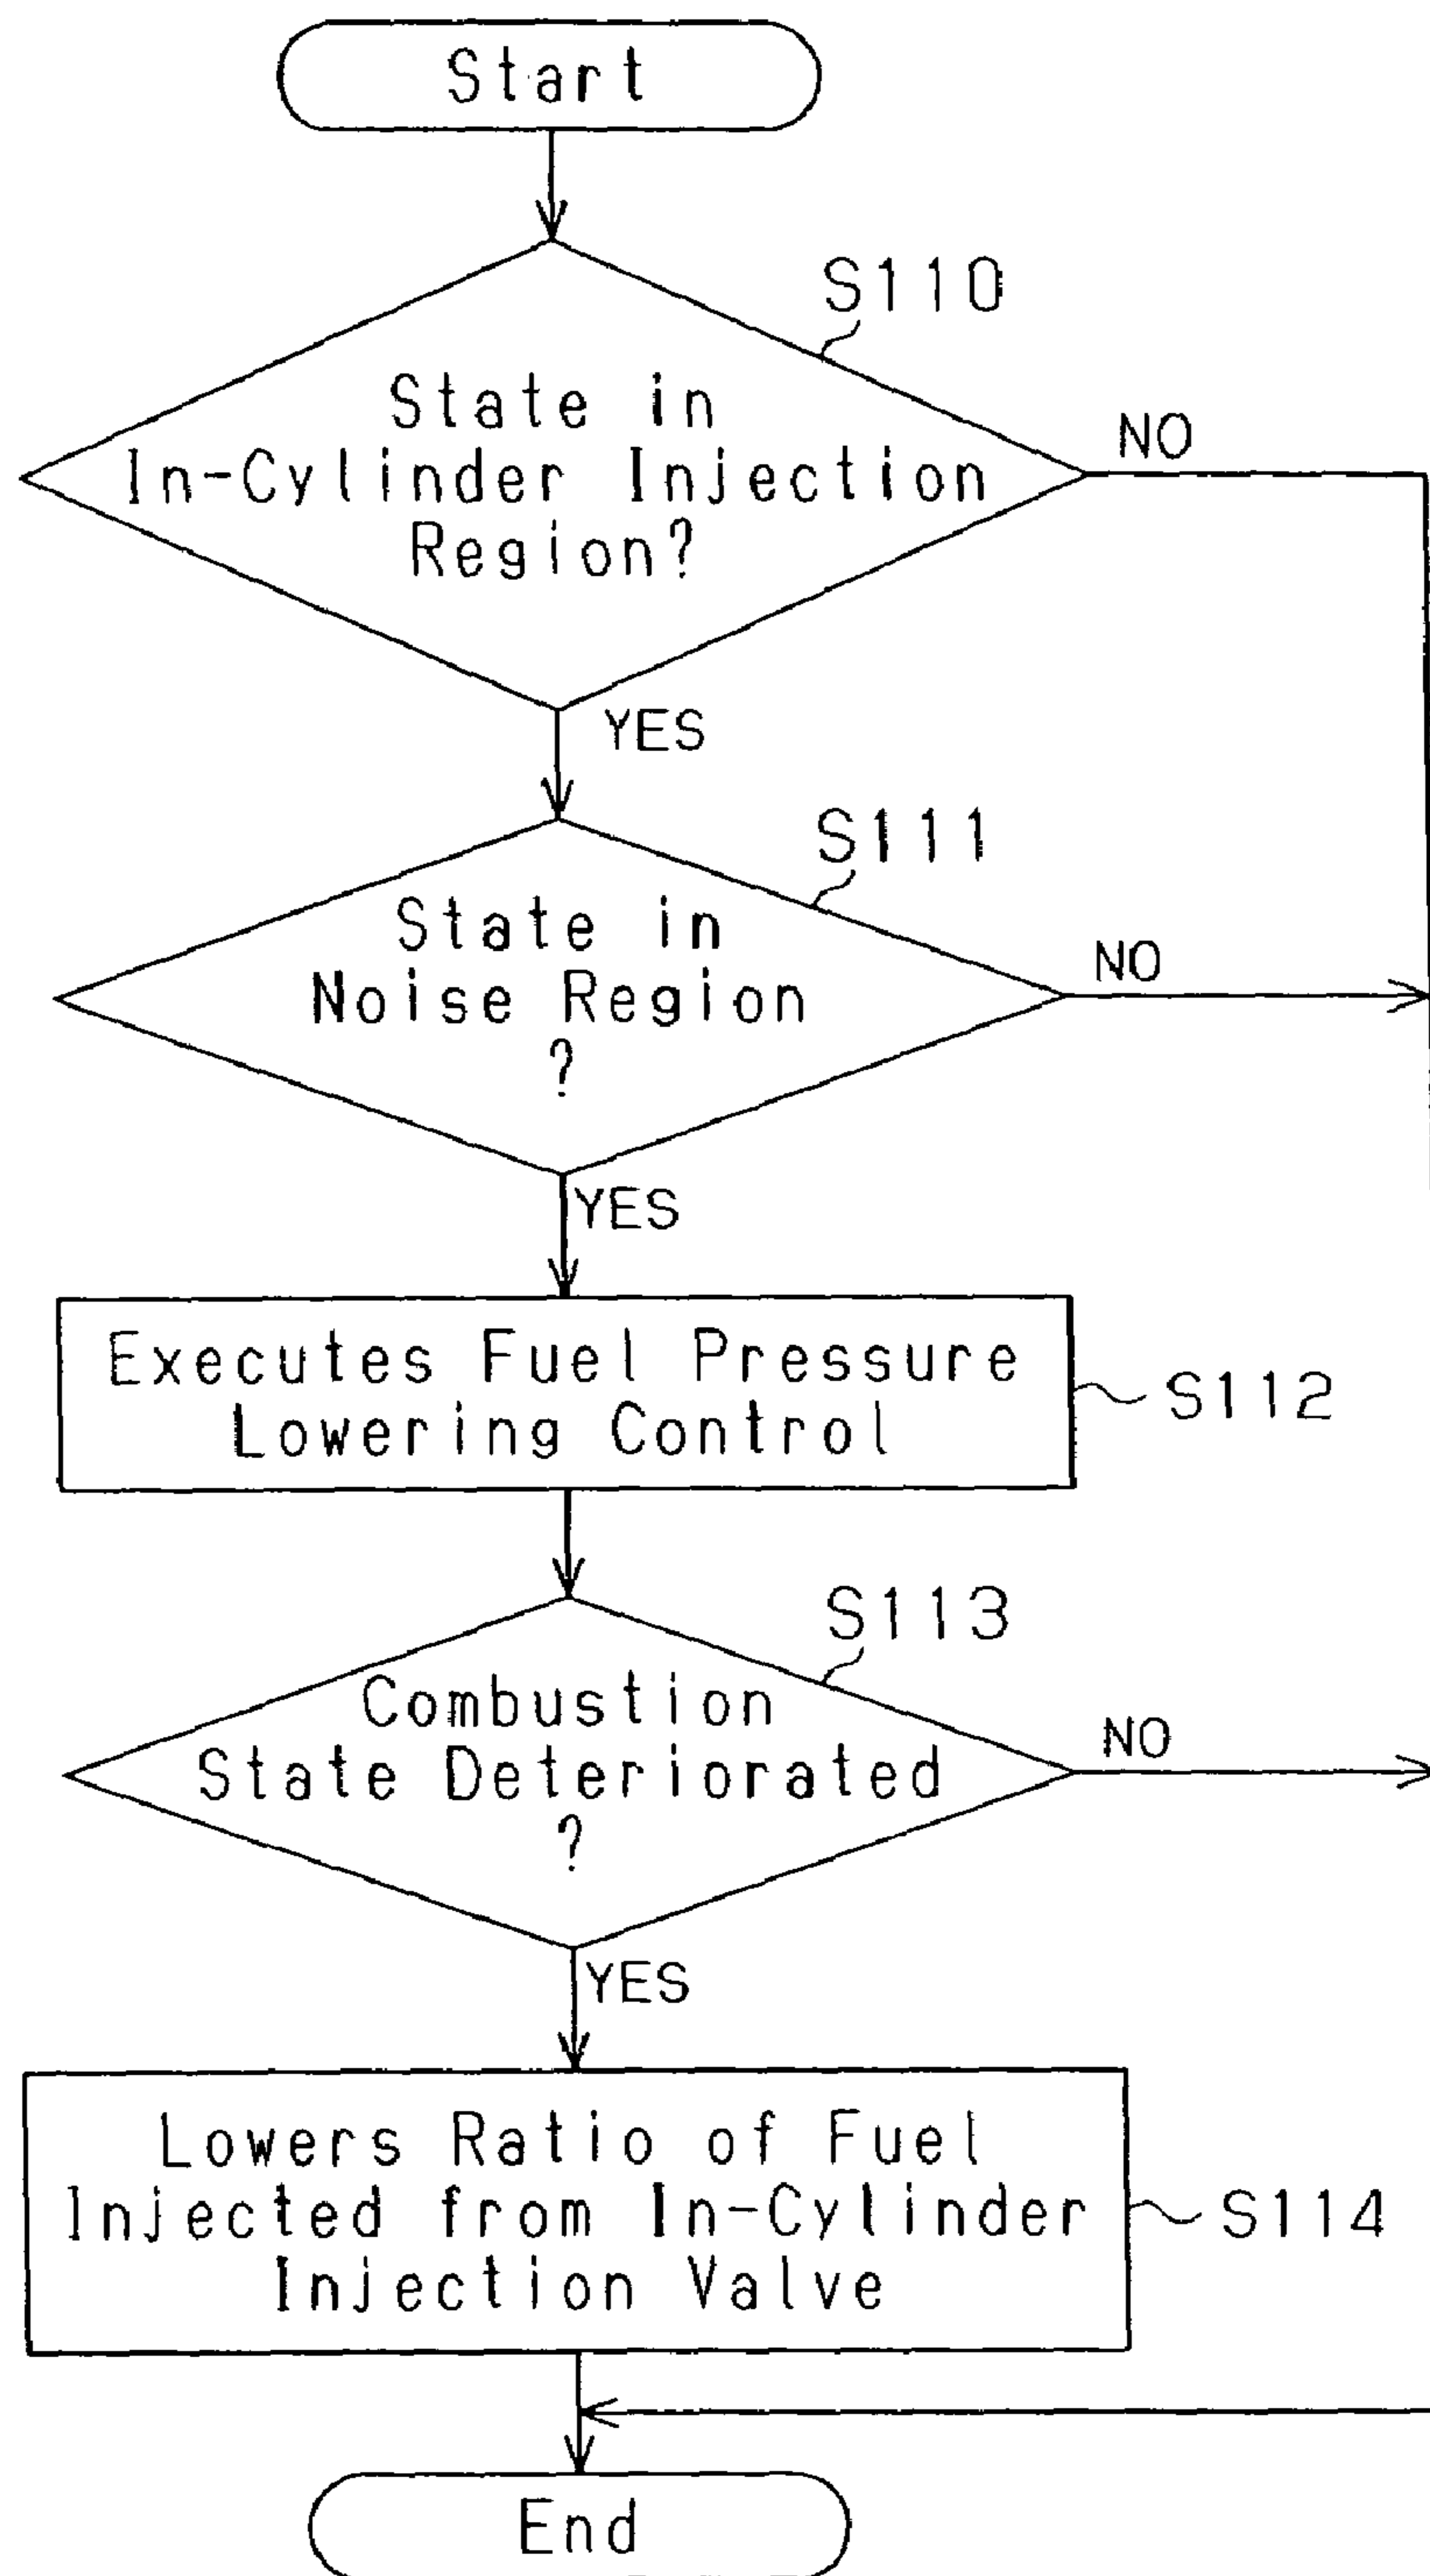 Start
S110
State in
In-Cylinder Injection
Region?
NO
YES
S111
State in
Noise Region
?
NO
YES
Executes Fuel Pressure
Lowering Control
S112
S113
Combustion
State Deteriorated
?
NO
YES
Lowers Ratio of Fuel
Injected from In-Cylinder
Injection Valve
S114
End